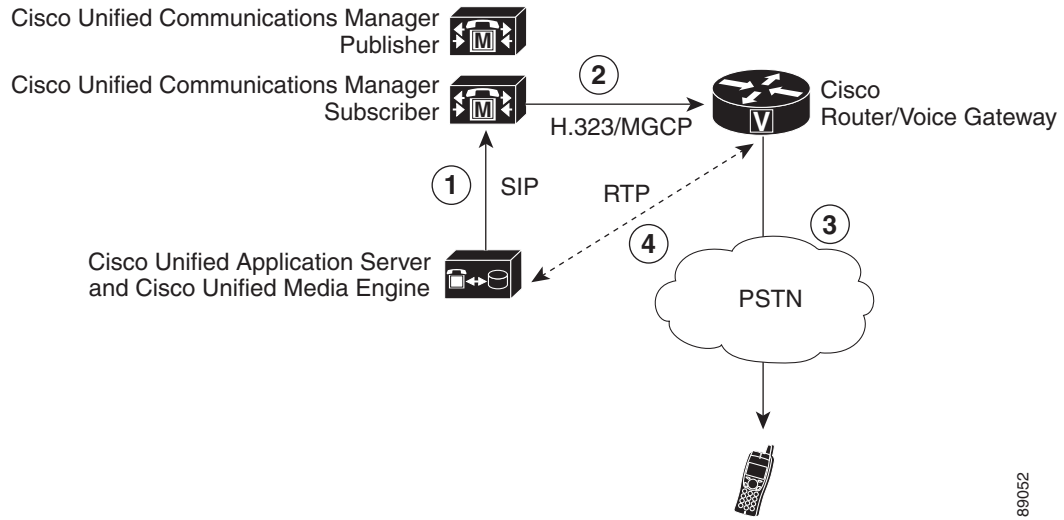 Cisco Unified Communications Manager
Publisher
M
Cisco Unified Communications Manager
Subscriber
M
2
H.323/MGCP
V
Cisco
Router/Voice Gateway
1
SIP
RTP
3
4
Cisco Unified Application Server
and Cisco Unified Media Engine
PSTN
89052